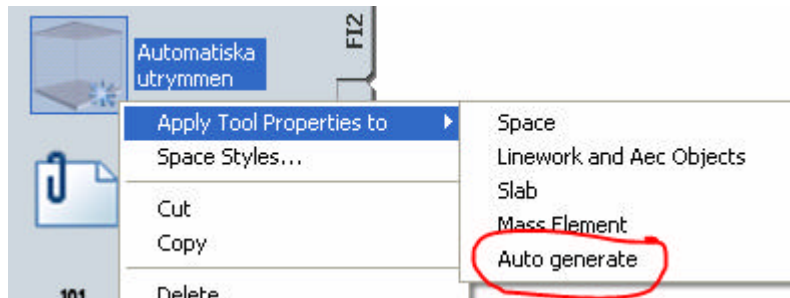 Automatiska
utrymmen
FI2
Apply Tool Properties to
Space Styles...
Cut
Copy
Delete
Space
Linework and Aec Objects
Slab
Mass Element
Auto generate
101